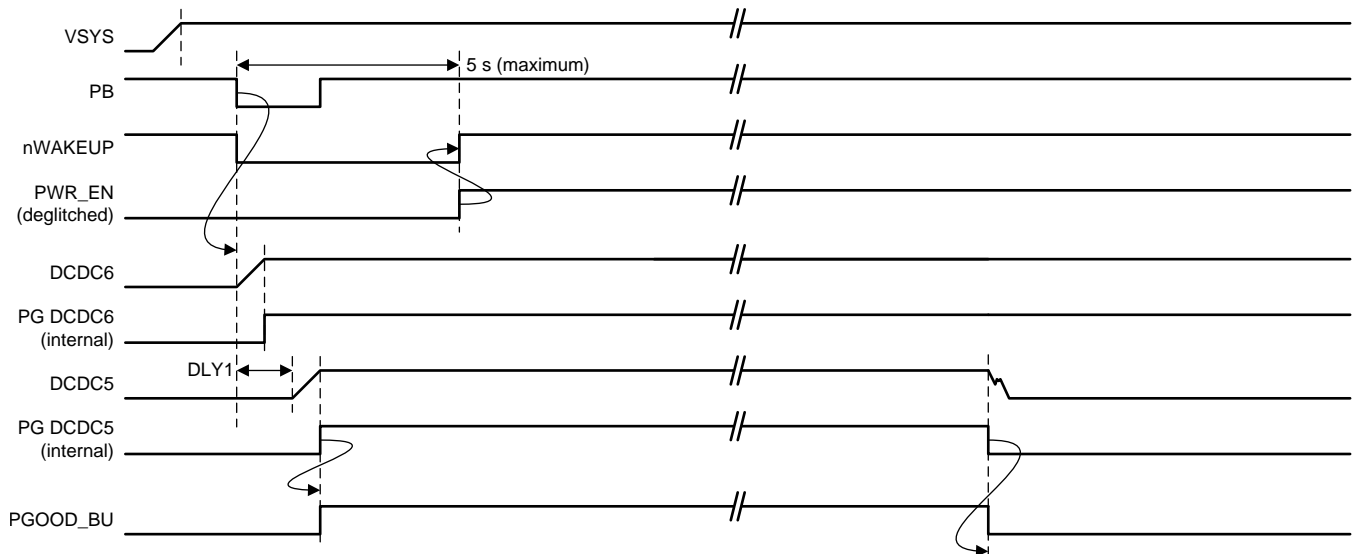 VSYS
5 s (maximum)
PB
nWAKEUP
PWR_EN
(deglitched)
DCDC6
PG DCDC6
(internal)
DLY1
DCDC5
PG DCDC5
(internal)
PGOOD_BU